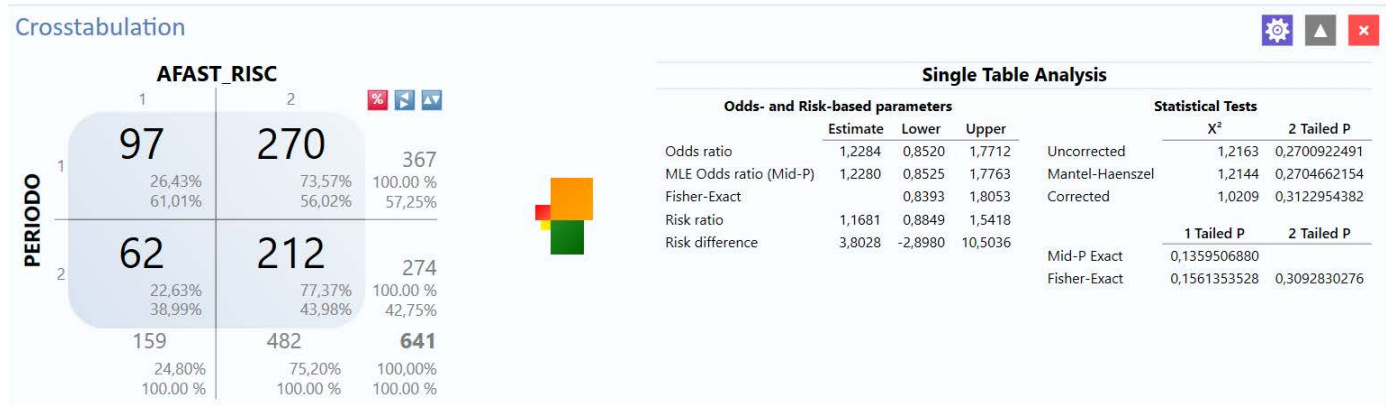 Crosstabulation
AFAST_RISC
1 2 %
PERIODO
1 97 270 367
26,43% 73,57% 100.00 %
61,01% 56,02% 57,25%
2 62 212 274
22,63% 77,37% 100.00 %
38,99% 43,98% 42,75%
159 482 641
24,80% 75,20% 100,00%
100.00 % 100.00 % 100.00 %
Single Table Analysis
Odds- and Risk-based parameters
Estimate Lower Upper
Odds ratio 1,2284 0,8520 1,7712
MLE Odds ratio (Mid-P) 1,2280 0,8525 1,7763
Fisher-Exact 0,8393 1,8053
Risk ratio 1,1681 0,8849 1,5418
Risk difference 3,8028 -2,8980 10,5036
Statistical Tests
X² 2 Tailed P
Uncorrected 1,2163 0,2700922491
Mantel-Haenszel 1,2144 0,2704662154
Corrected 1,0209 0,3122954382
1 Tailed P 2 Tailed P
Mid-P Exact 0,1359506880
Fisher-Exact 0,1561353528 0,3092830276